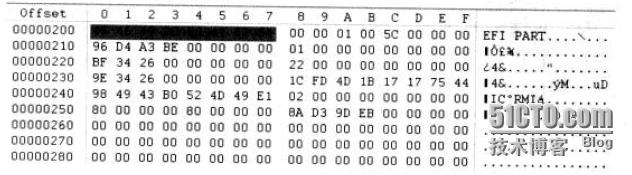 Offset 0 1 2 3 4 5 6 7 8 9 A B C D E F
00000200 00 00 01 00 5C 00 00 00 EFI PART....\...
00000210 96 D4 A3 BE 00 00 00 00 01 00 00 00 00 00 00 00
00000220 BF 34 26 00 00 00 00 00 22 00 00 00 00 00 00 00 ¿4&.....".......
00000230 9E 34 26 00 00 00 00 00 1C FD 4D 1B 17 17 75 44
00000240 98 49 43 B0 52 4D 49 E1 02 00 00 00 00 00 00 00
00000250 80 00 00 00 80 00 00 00 8A D3 9D EB 00 00 00 00
00000260 00 00 00 00 00 00 00 00 00 00 00 00 00 00 00 00
00000270 00 00 00 00 00 00 00 00 00 00 00 00 00 00 00 00
00000280 00 00 00 00 00 00 00 00 00 00 00 00 00 00 00 00
51CTO.com
技术博客 Blog